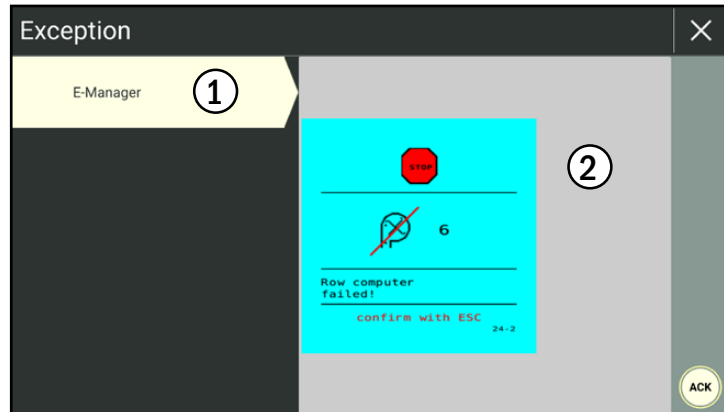 Exception
E-Manager
1
2
STOP
6
Row computer
failed!
confirm with ESC
24-2
ACK